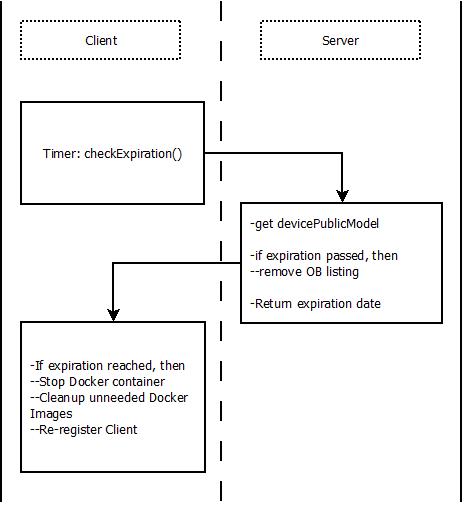 Client
Server
Timer: checkExpiration()
-get devicePublicModel
-if expiration passed, then
--remove OB listing
-Return expiration date
-If expiration reached, then
--Stop Docker container
--Cleanup unneeded Docker
Images
--Re-register Client